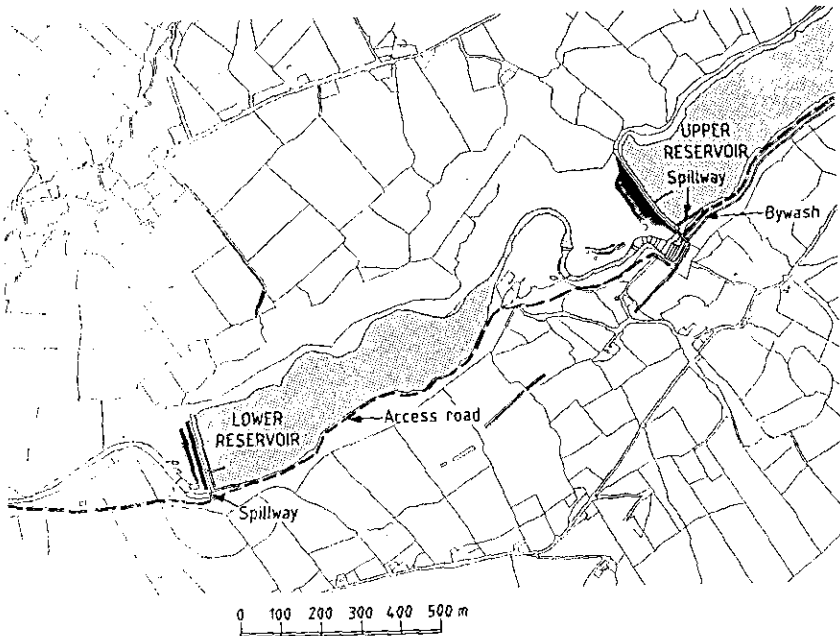 UPPER
RESERVOIR
Spillway
Bywash
LOWER
RESERVOIR
Access road
Spillway
0 100 200 300 400 500 m